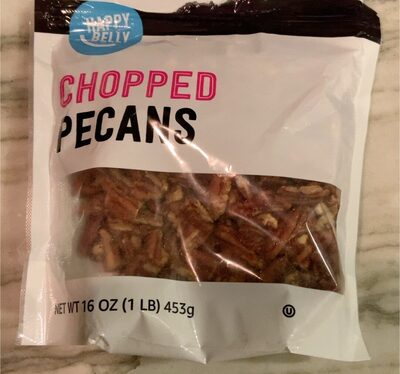 HAPPY
BELLY
CHOPPED
PECANS
NET WT 16 OZ (1 LB) 453g
U